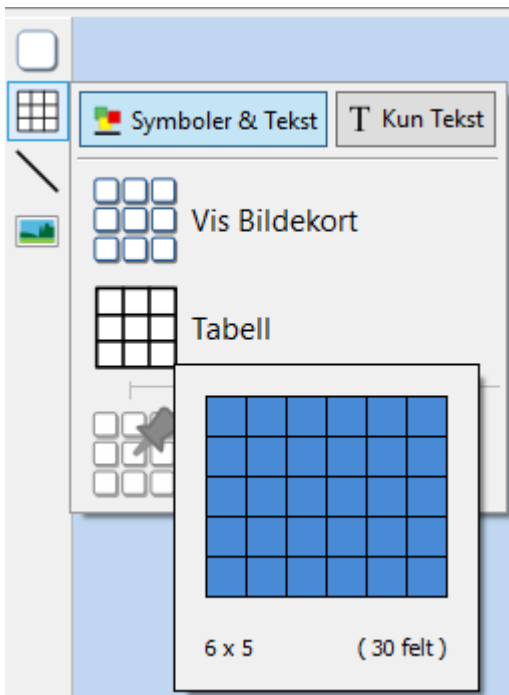 Symboler & Tekst
T Kun Tekst
Vis Bildekort
Tabell
6 x 5 ( 30 felt )